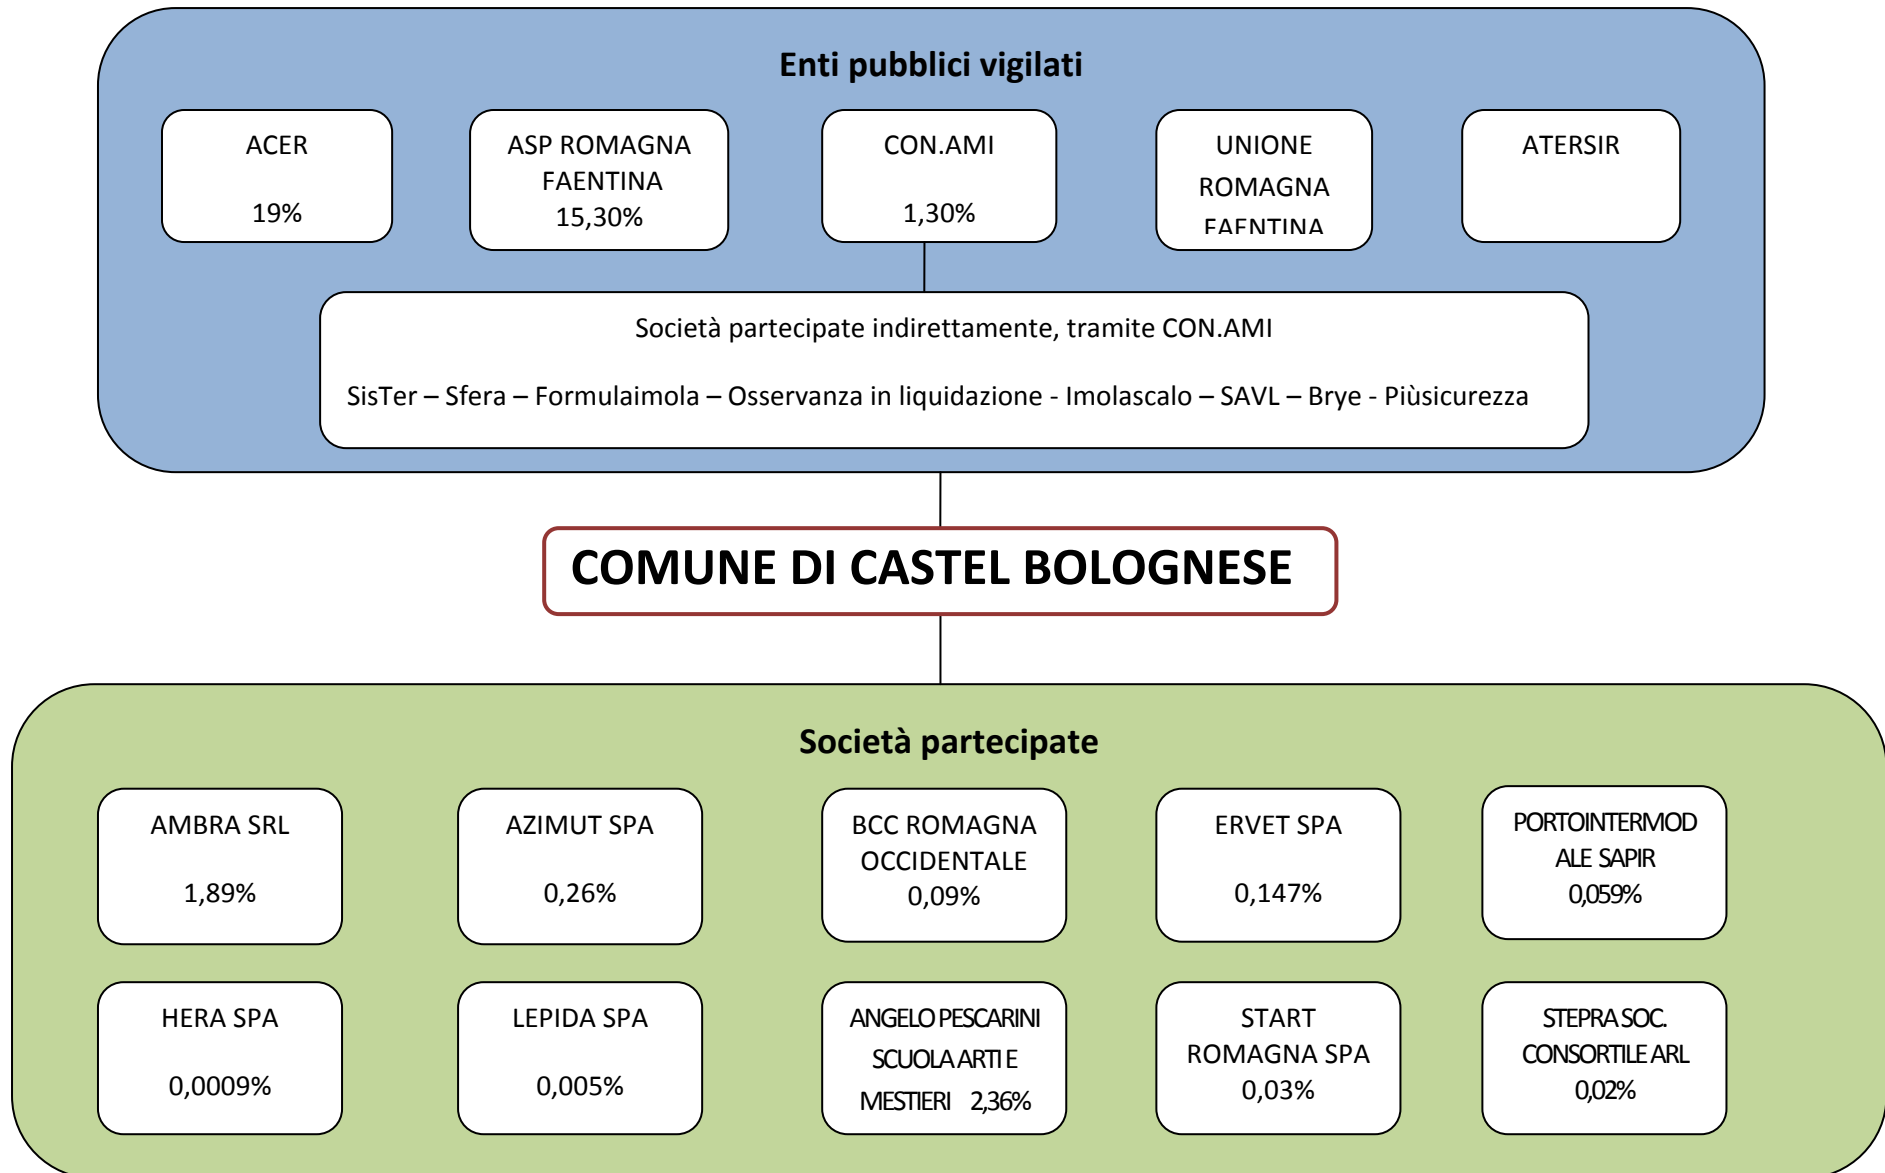 Enti pubblici vigilati
ACER
19%
ASP ROMAGNA
FAENTINA
15,30%
CON.AMI
1,30%
UNIONE
ROMAGNA
FAENTINA
ATERSIR
Società partecipate indirettamente, tramite CON.AMI
SisTer – Sfera – Formulaimola – Osservanza in liquidazione - Imolascalo – SAVL – Brye - Piùsicurezza
COMUNE DI CASTEL BOLOGNESE
Società partecipate
AMBRA SRL
1,89%
AZIMUT SPA
0,26%
BCC ROMAGNA
OCCIDENTALE
0,09%
ERVET SPA
0,147%
PORTOINTERMOD
ALE SAPIR
0,059%
HERA SPA
0,0009%
LEPIDA SPA
0,005%
ANGELO PESCARINI
SCUOLA ARTI E
MESTIERI 2,36%
START
ROMAGNA SPA
0,03%
STEPRA SOC.
CONSORTILE ARL
0,02%